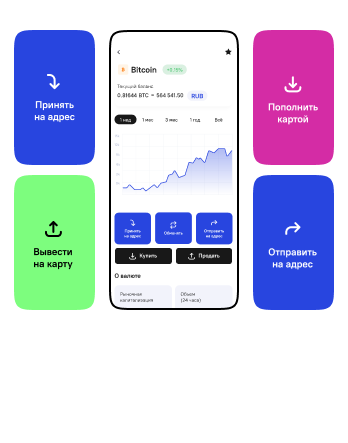 Принять
на адрес
Вывести
на карту
Bitcoin
+6.15%
Текущий баланс
0.81644 BTC ≈ 564 541.50 RUB
1 нед
1 мес
3 мес
1 год
Всё
Принять
на адрес
Обменять
Отправить
на адрес
Купить
Продать
О валюте
Рыночная
капитализация
Объем
(24 часа)
Пополнить
картой
Отправить
на адрес